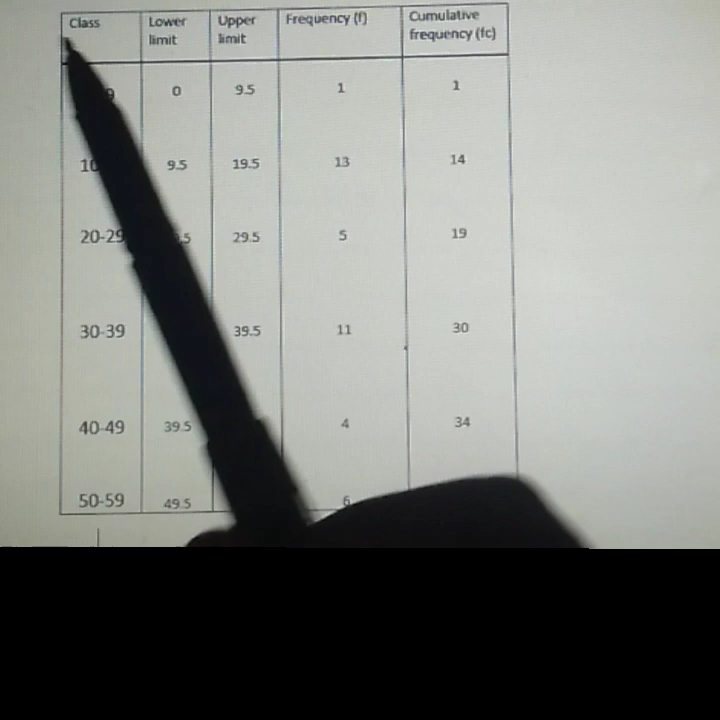 Class Lower limit Upper limit Frequency (f) Cumulative frequency (fc)
0 9.5 1 1
9.5 19.5 13 14
20-29 29.5 5 19
30-39 39.5 11 30
40-49 39.5 4 34
50-59 49.5 6